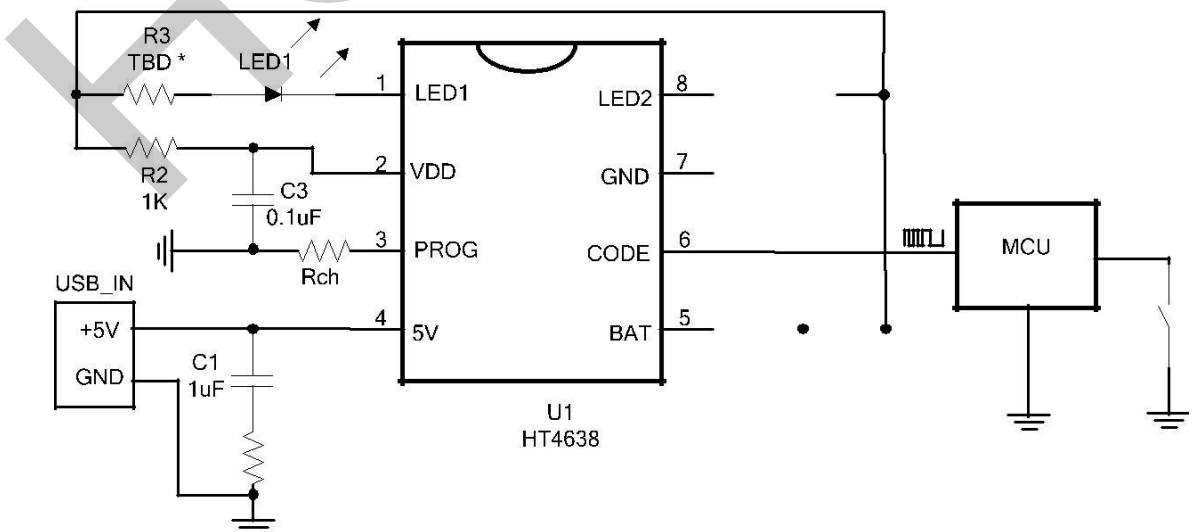 R3
TBD *
LED1
1
LED1
LED2
8
R2
1K
2
VDD
GND
7
C3
0.1uF
3
PROG
CODE
6
MCU
Rch
USB_IN
+5V
GND
4
5V
BAT
5
C1
1uF
U1
HT4638